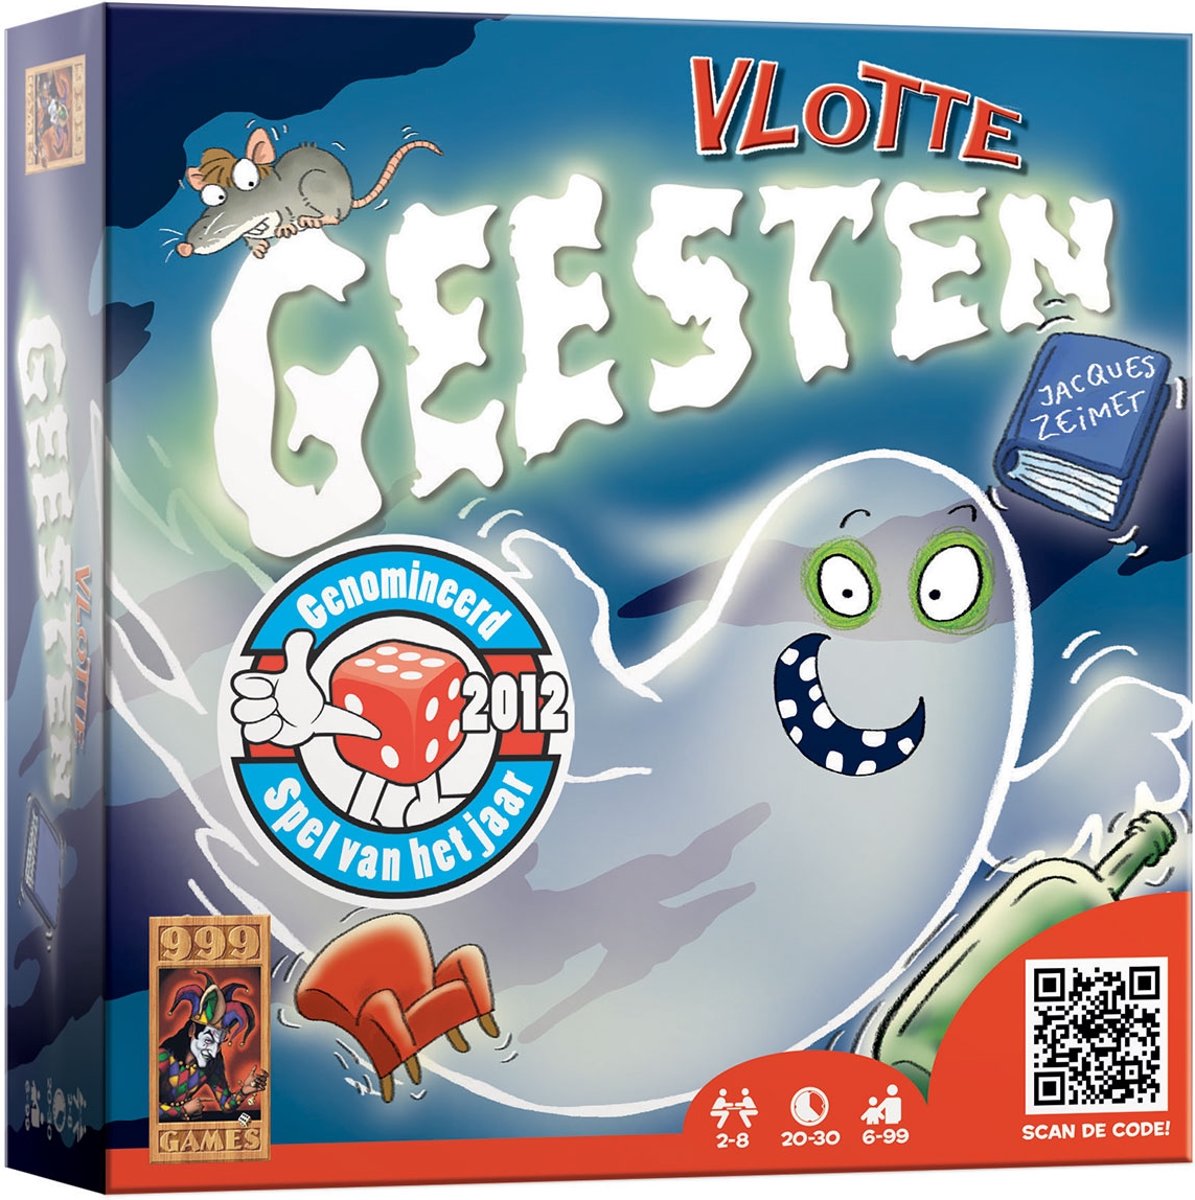 VLOTTE
GEESTEN
JACQUES
ZEIMET
Genomineerd
2012
Spel van het jaar
999
GAMES
2-8
20-30
6-99
SCAN DE CODE!
GEESTEN
VLOTTE